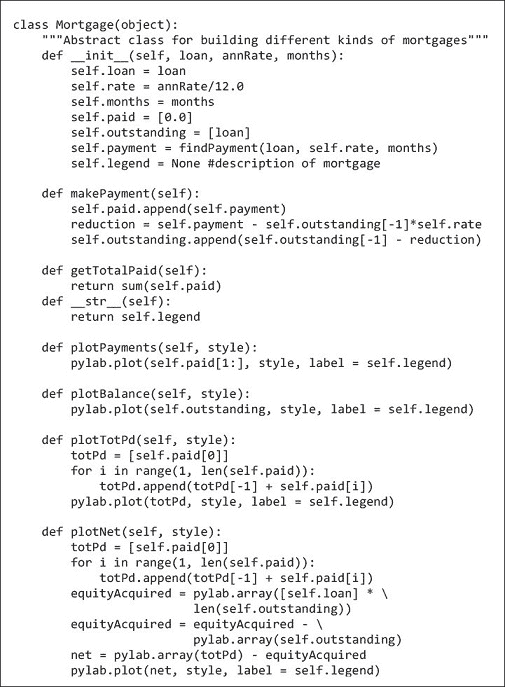 class Mortgage(object):
    """Abstract class for building different kinds of mortgages"""
    def __init__(self, loan, annRate, months):
        self.loan = loan
        self.rate = annRate/12.0
        self.months = months
        self.paid = [0.0]
        self.outstanding = [loan]
        self.payment = findPayment(loan, self.rate, months)
        self.legend = None #description of mortgage

    def makePayment(self):
        self.paid.append(self.payment)
        reduction = self.payment - self.outstanding[-1]*self.rate
        self.outstanding.append(self.outstanding[-1] - reduction)

    def getTotalPaid(self):
        return sum(self.paid)
    def __str__(self):
        return self.legend

    def plotPayments(self, style):
        pylab.plot(self.paid[1:], style, label = self.legend)

    def plotBalance(self, style):
        pylab.plot(self.outstanding, style, label = self.legend)

    def plotTotPd(self, style):
        totPd = [self.paid[0]]
        for i in range(1, len(self.paid)):
            totPd.append(totPd[-1] + self.paid[i])
        pylab.plot(totPd, style, label = self.legend)

    def plotNet(self, style):
        totPd = [self.paid[0]]
        for i in range(1, len(self.paid)):
            totPd.append(totPd[-1] + self.paid[i])
        equityAcquired = pylab.array([self.loan] * \
                         len(self.outstanding))
        equityAcquired = equityAcquired - \
                         pylab.array(self.outstanding)
        net = pylab.array(totPd) - equityAcquired
        pylab.plot(net, style, label = self.legend)